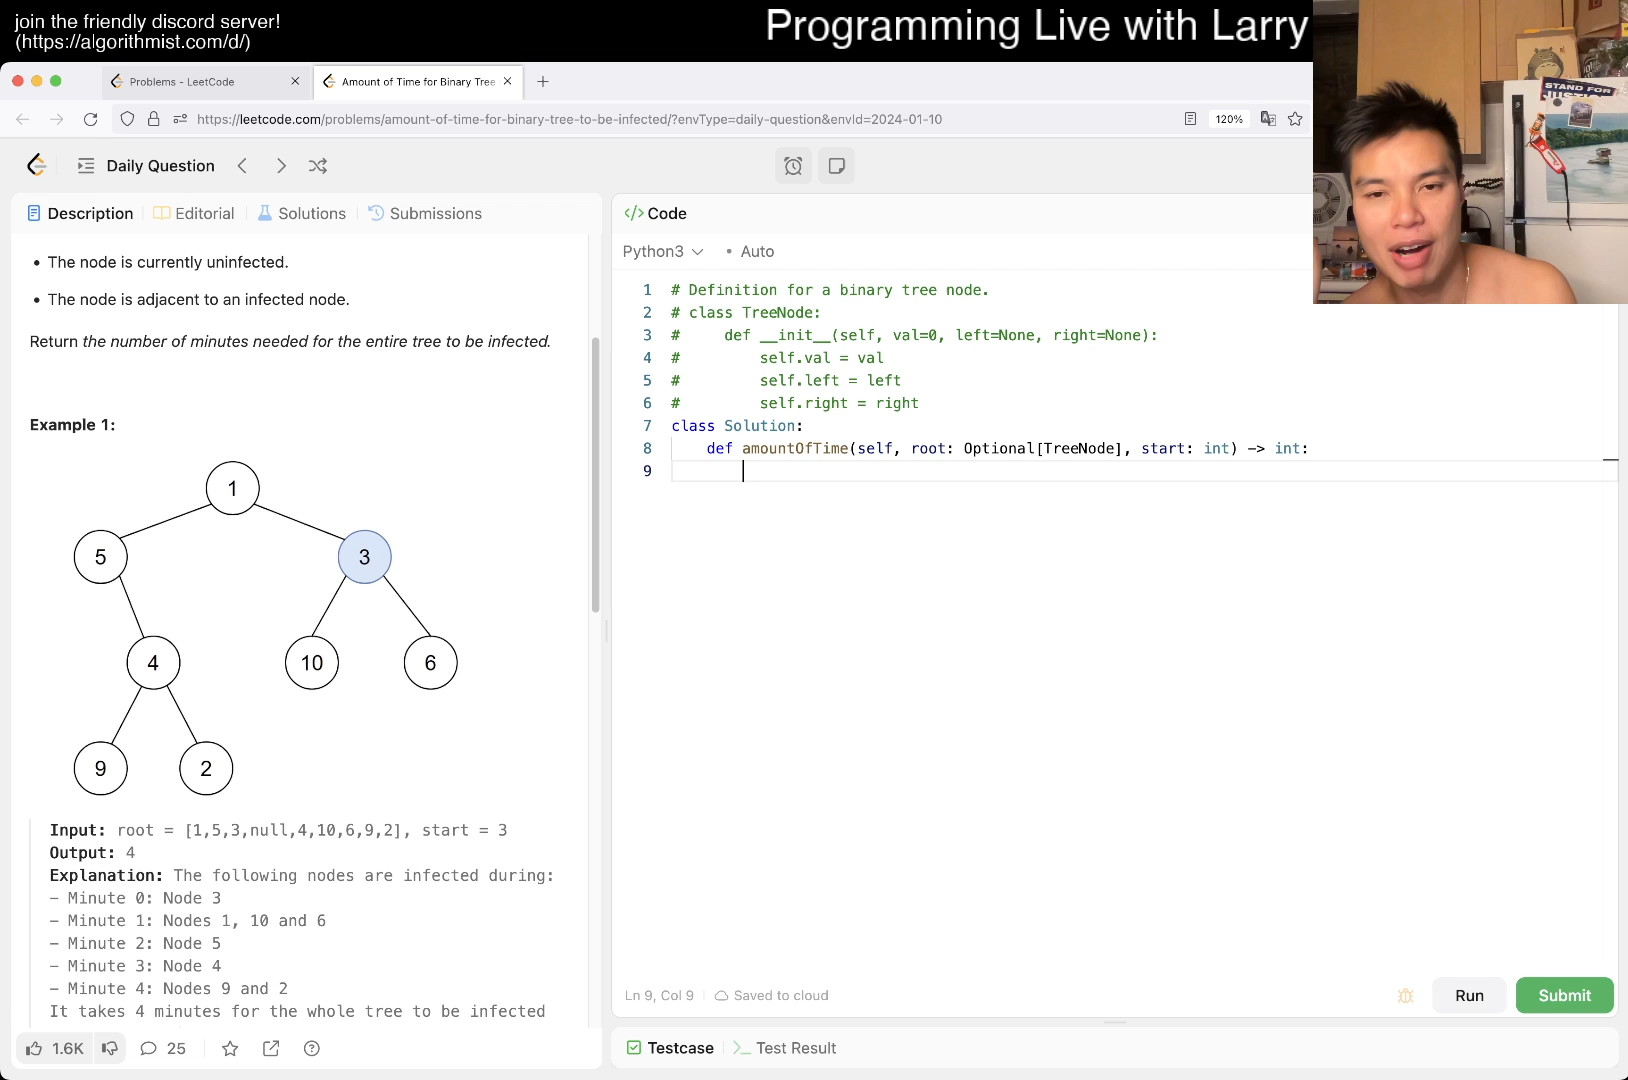 join the friendly discord server!
(https://algorithmist.com/d/)
Programming Live with Larry
Problems - LeetCode
Amount of Time for Binary Tree
https://leetcode.com/problems/amount-of-time-for-binary-tree-to-be-infected/?envType=daily-question&envId=2024-01-10
120%
Daily Question
Description
Editorial
Solutions
Submissions
• The node is currently uninfected.
• The node is adjacent to an infected node.
Return the number of minutes needed for the entire tree to be infected.
Example 1:
1
5
3
4
10
6
9
2
Input: root = [1,5,3,null,4,10,6,9,2], start = 3
Output: 4
Explanation: The following nodes are infected during:
- Minute 0: Node 3
- Minute 1: Nodes 1, 10 and 6
- Minute 2: Node 5
- Minute 3: Node 4
- Minute 4: Nodes 9 and 2
It takes 4 minutes for the whole tree to be infected
1.6K
25
</> Code
Python3
• Auto
1 # Definition for a binary tree node.
2 # class TreeNode:
3 #     def __init__(self, val=0, left=None, right=None):
4 #         self.val = val
5 #         self.left = left
6 #         self.right = right
7 class Solution:
8     def amountOfTime(self, root: Optional[TreeNode], start: int) -> int:
9
Ln 9, Col 9
Saved to cloud
Run
Submit
Testcase
Test Result
STAND FOR